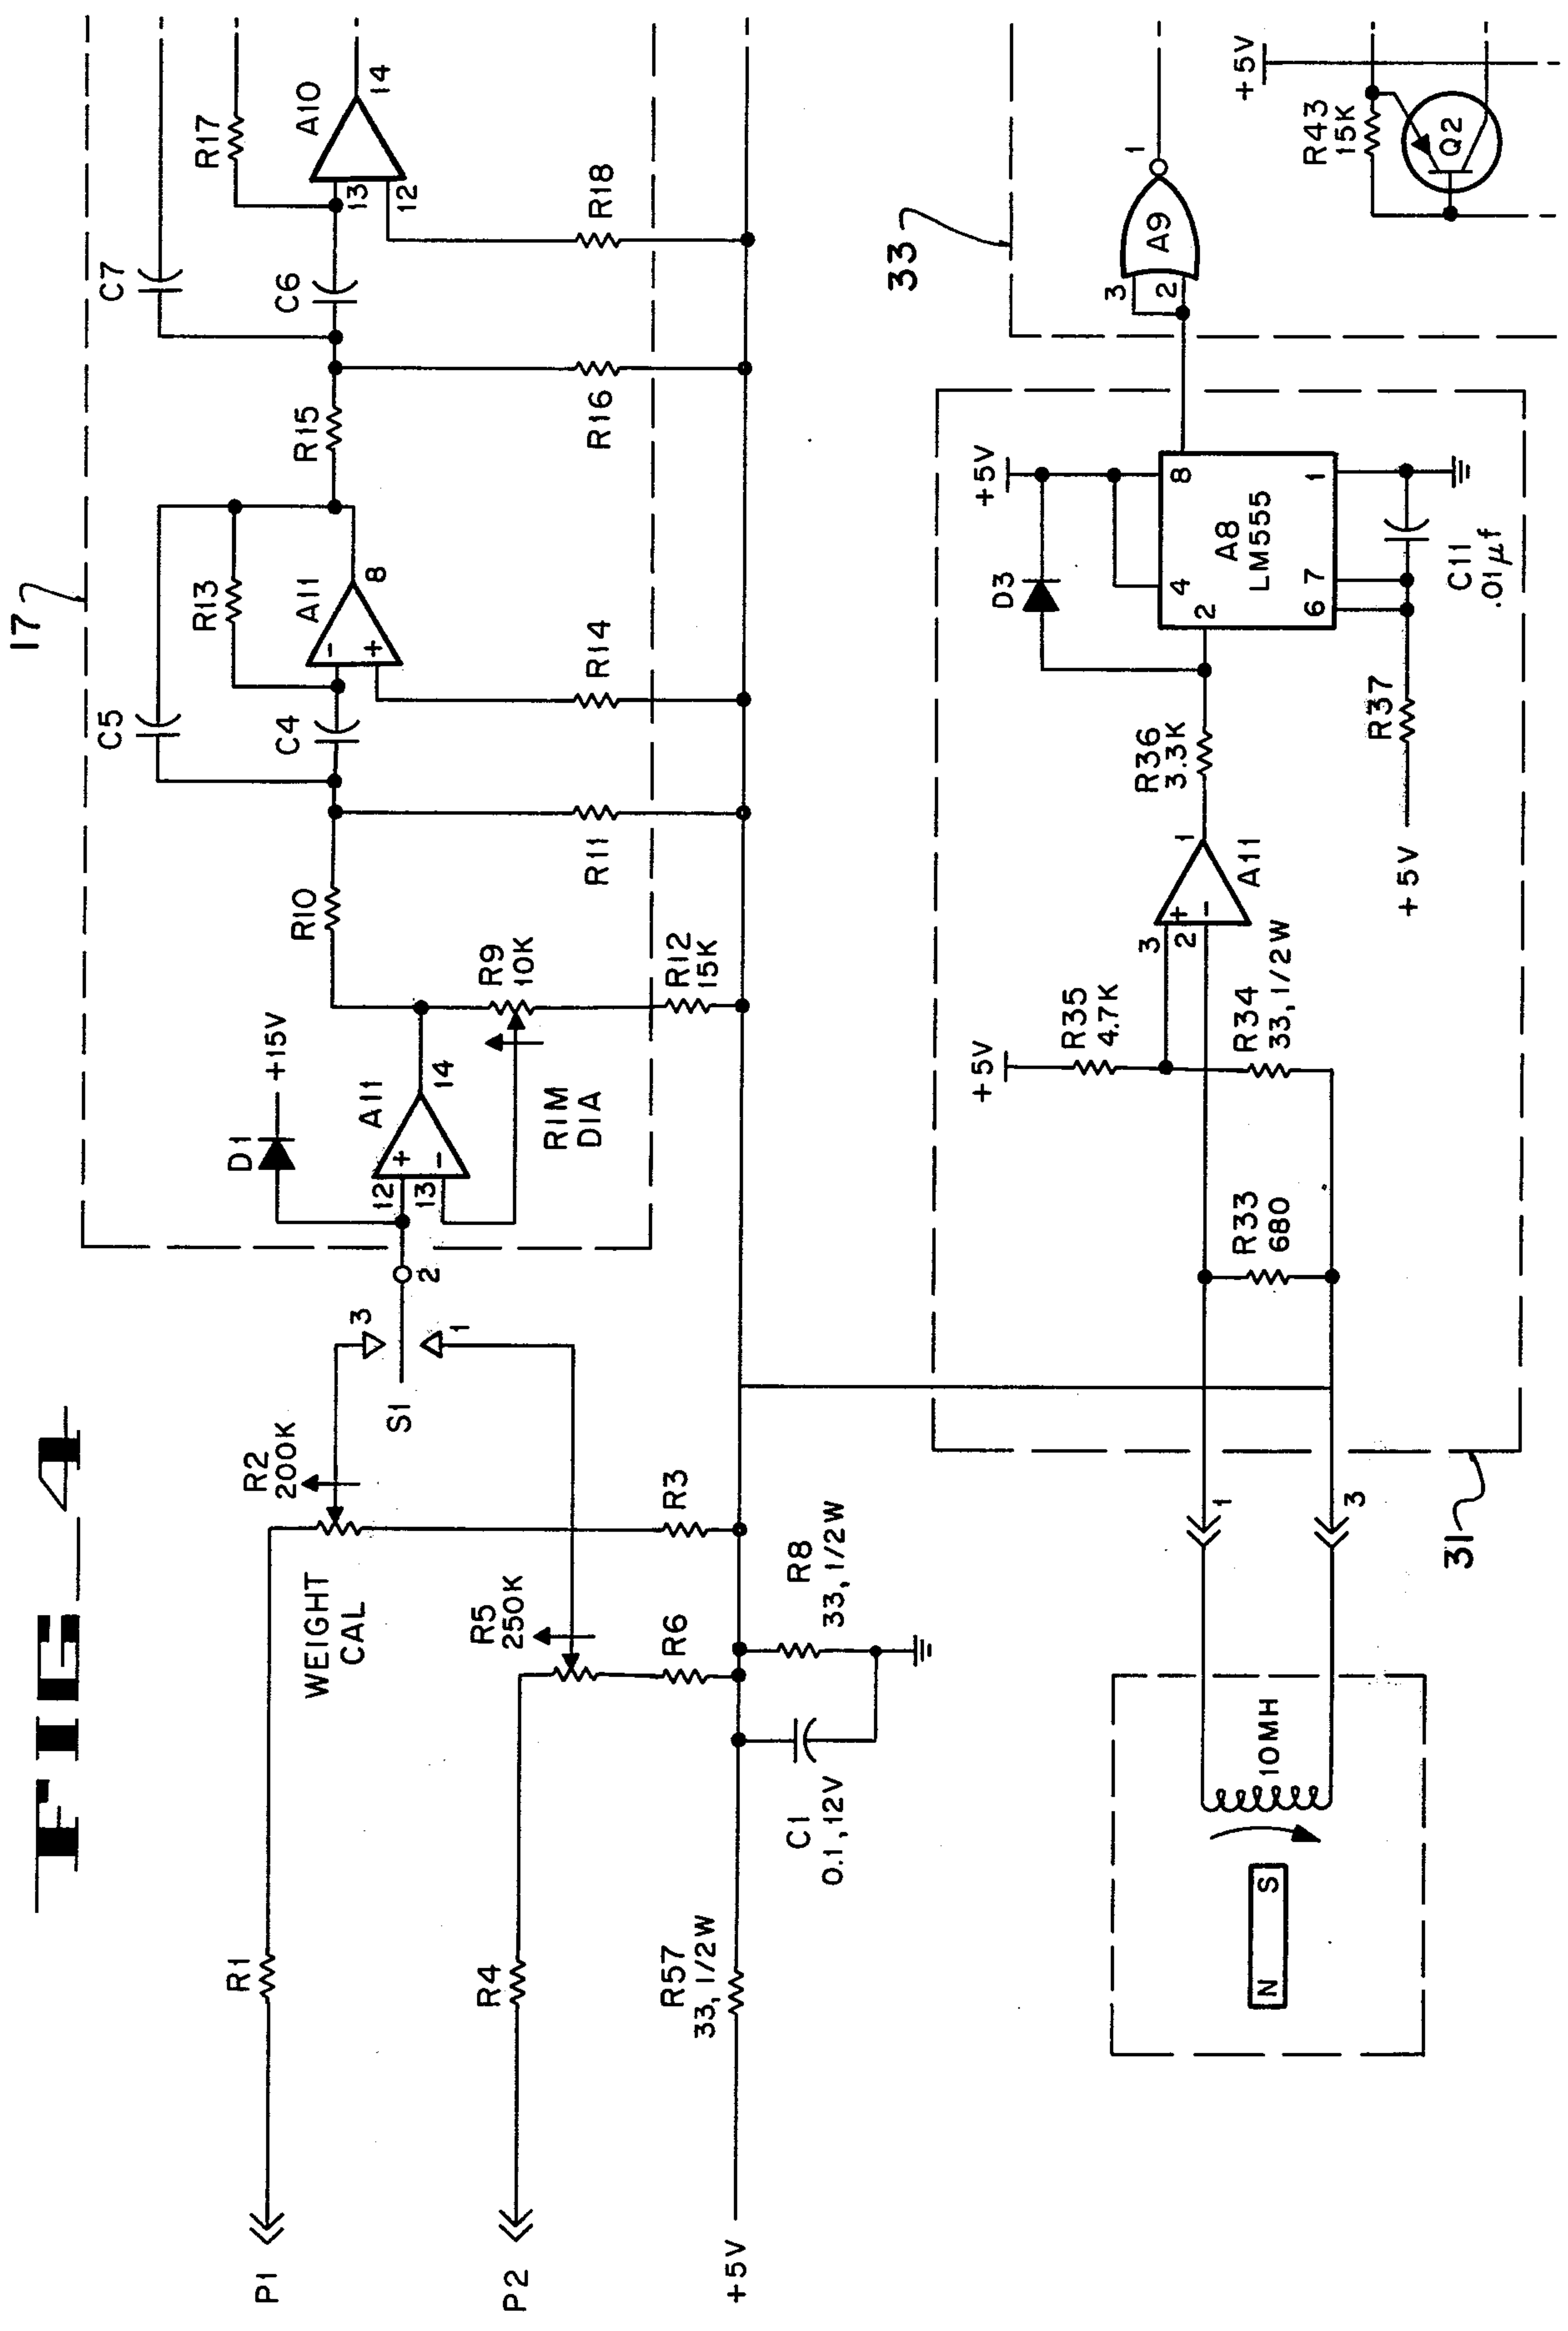 FIG_4
17
C7
R17
A10
14
13
12
C6
R18
R15
R16
C5
R13
A11
8
-
+
C4
R14
R10
R11
D1
+15V
A11
14
12
13
+
-
R9
10K
RIM
DIA
R12
15K
S1
3
2
1
R2
200K
WEIGHT
CAL
R3
R5
250K
R6
R8
33, 1/2W
C1
0.1, 12V
R1
P1
R4
P2
R57
33, 1/2W
+5V
33
A9
1
3
2
+5V
R43
15K
Q2
+5V
D3
A8
LM555
8
4
2
1
7
6
C11
.01µf
R37
+5V
R36
3.3K
A11
1
3
2
+
-
+5V
R35
4.7K
R34
33, 1/2W
R33
680
31
1
3
10MH
N S